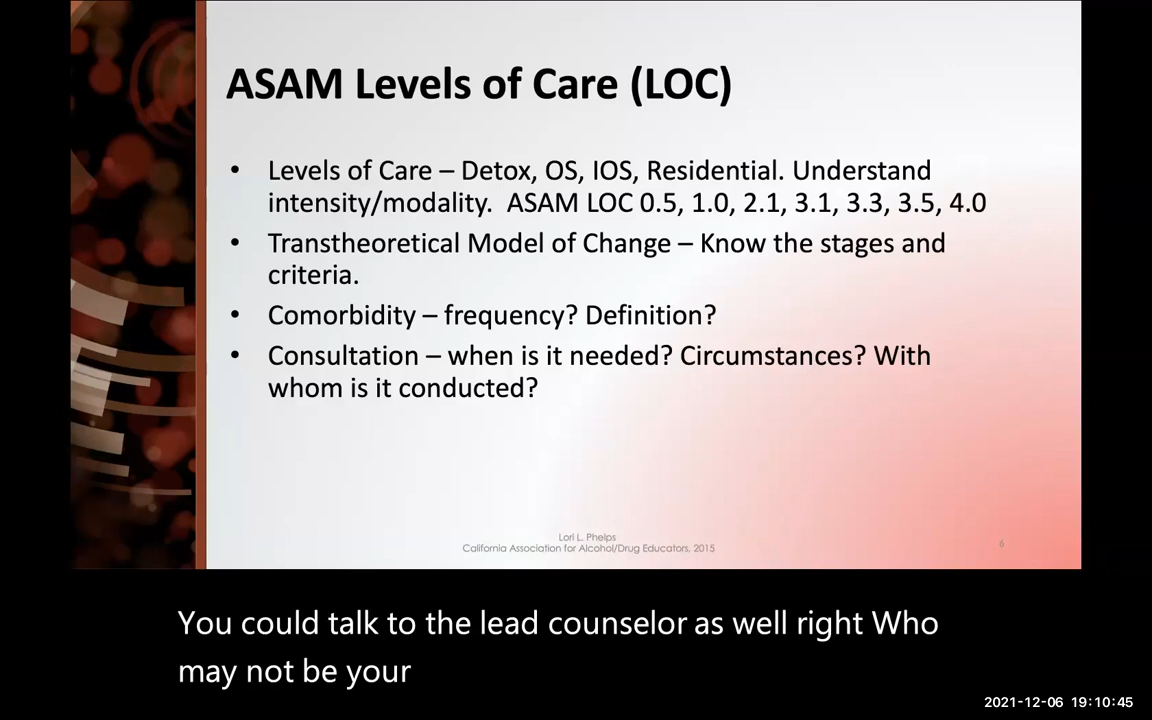 ASAM Levels of Care (LOC)
• Levels of Care – Detox, OS, IOS, Residential. Understand
intensity/modality.  ASAM LOC 0.5, 1.0, 2.1, 3.1, 3.3, 3.5, 4.0
• Transtheoretical Model of Change – Know the stages and
criteria.
• Comorbidity – frequency? Definition?
• Consultation – when is it needed? Circumstances? With
whom is it conducted?
Lori L. Phelps
California Association for Alcohol/Drug Educators, 2015
6
You could talk to the lead counselor as well right Who
may not be your
2021-12-06 19:10:45